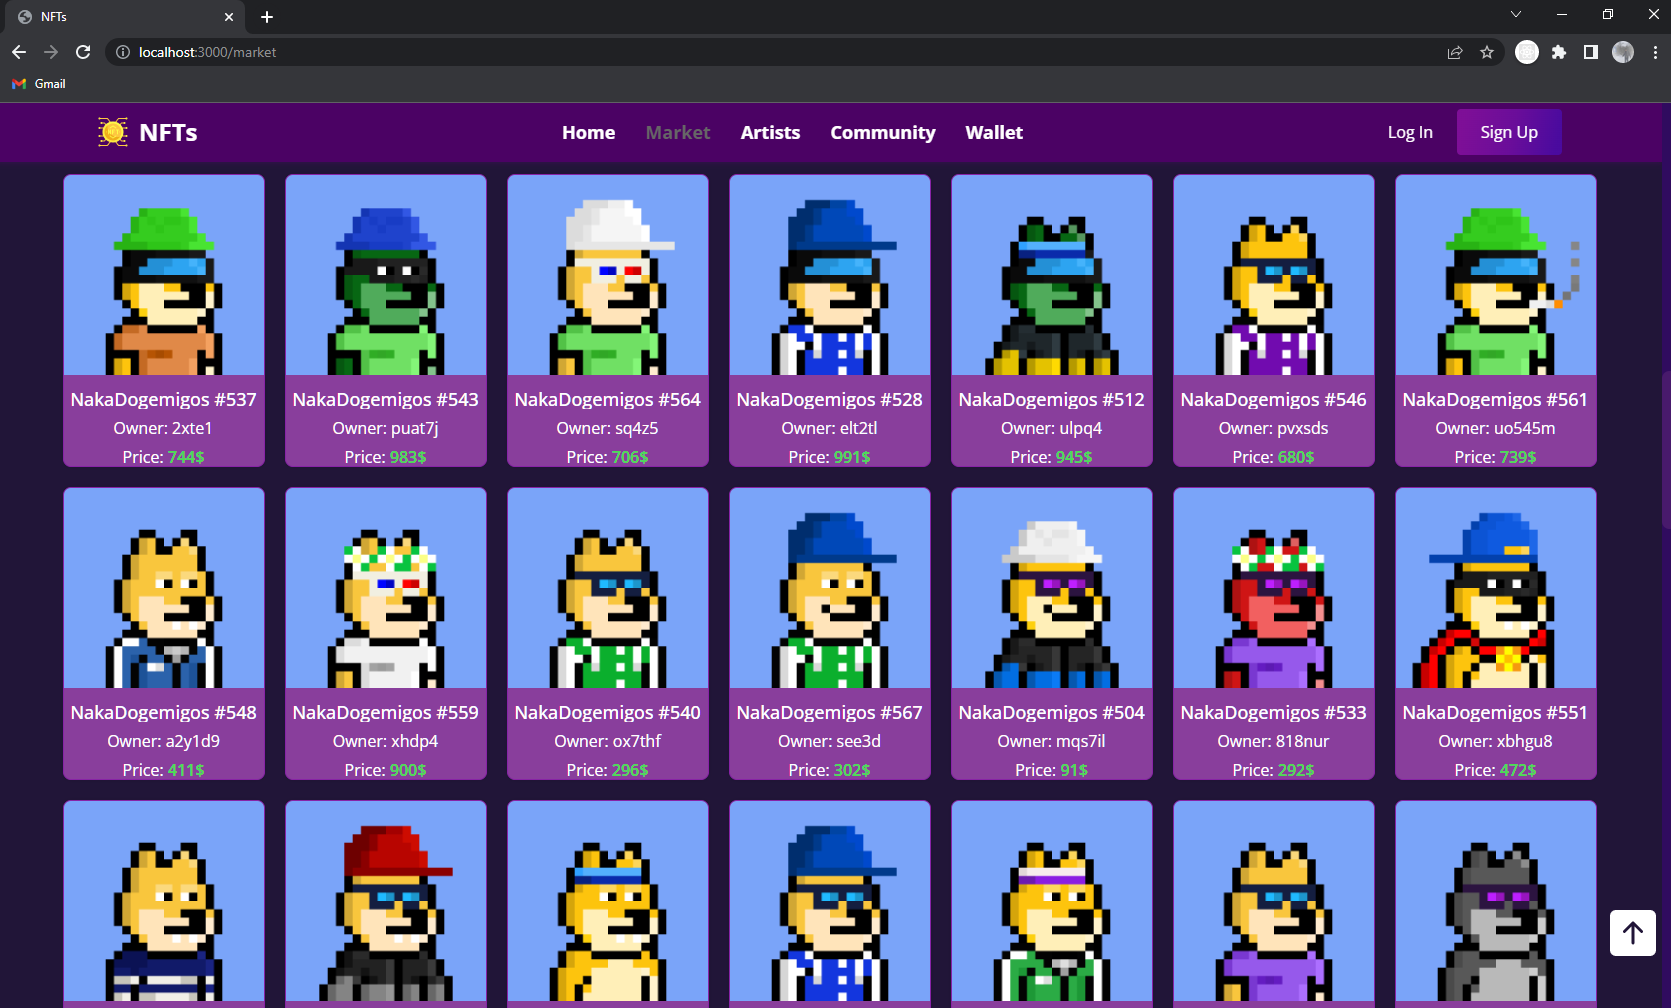 NFTs
localhost:3000/market
Gmail
NFTs
Home Market Artists Community Wallet
Log In Sign Up
NakaDogemigos #537 NakaDogemigos #543 NakaDogemigos #564 NakaDogemigos #528 NakaDogemigos #512 NakaDogemigos #546 NakaDogemigos #561
Owner: 2xte1 Owner: puat7j Owner: sq4z5 Owner: elt2tl Owner: ulpq4 Owner: pvxsds Owner: uo545m
Price: 744$ Price: 983$ Price: 706$ Price: 991$ Price: 945$ Price: 680$ Price: 739$
NakaDogemigos #548 NakaDogemigos #559 NakaDogemigos #540 NakaDogemigos #567 NakaDogemigos #504 NakaDogemigos #533 NakaDogemigos #551
Owner: a2y1d9 Owner: xhdp4 Owner: ox7thf Owner: see3d Owner: mqs7il Owner: 818nur Owner: xbhgu8
Price: 411$ Price: 900$ Price: 296$ Price: 302$ Price: 91$ Price: 292$ Price: 472$